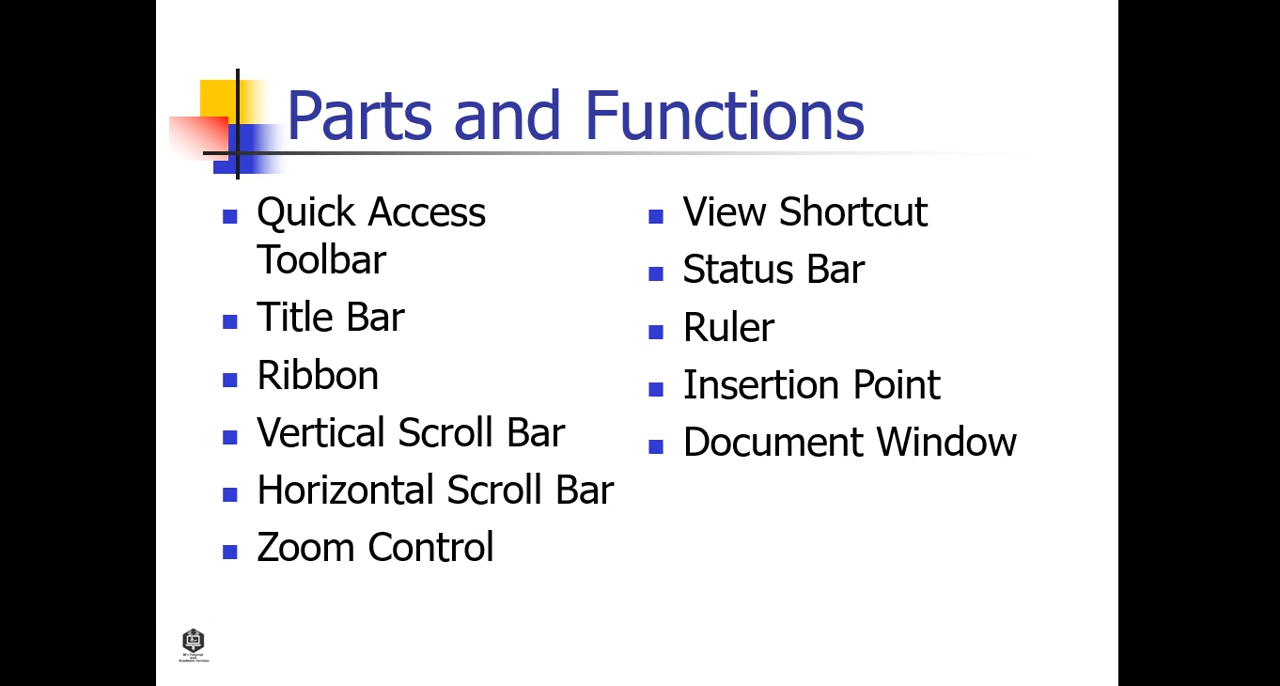 Parts and Functions
Quick Access
Toolbar
Title Bar
Ribbon
Vertical Scroll Bar
Horizontal Scroll Bar
Zoom Control
View Shortcut
Status Bar
Ruler
Insertion Point
Document Window